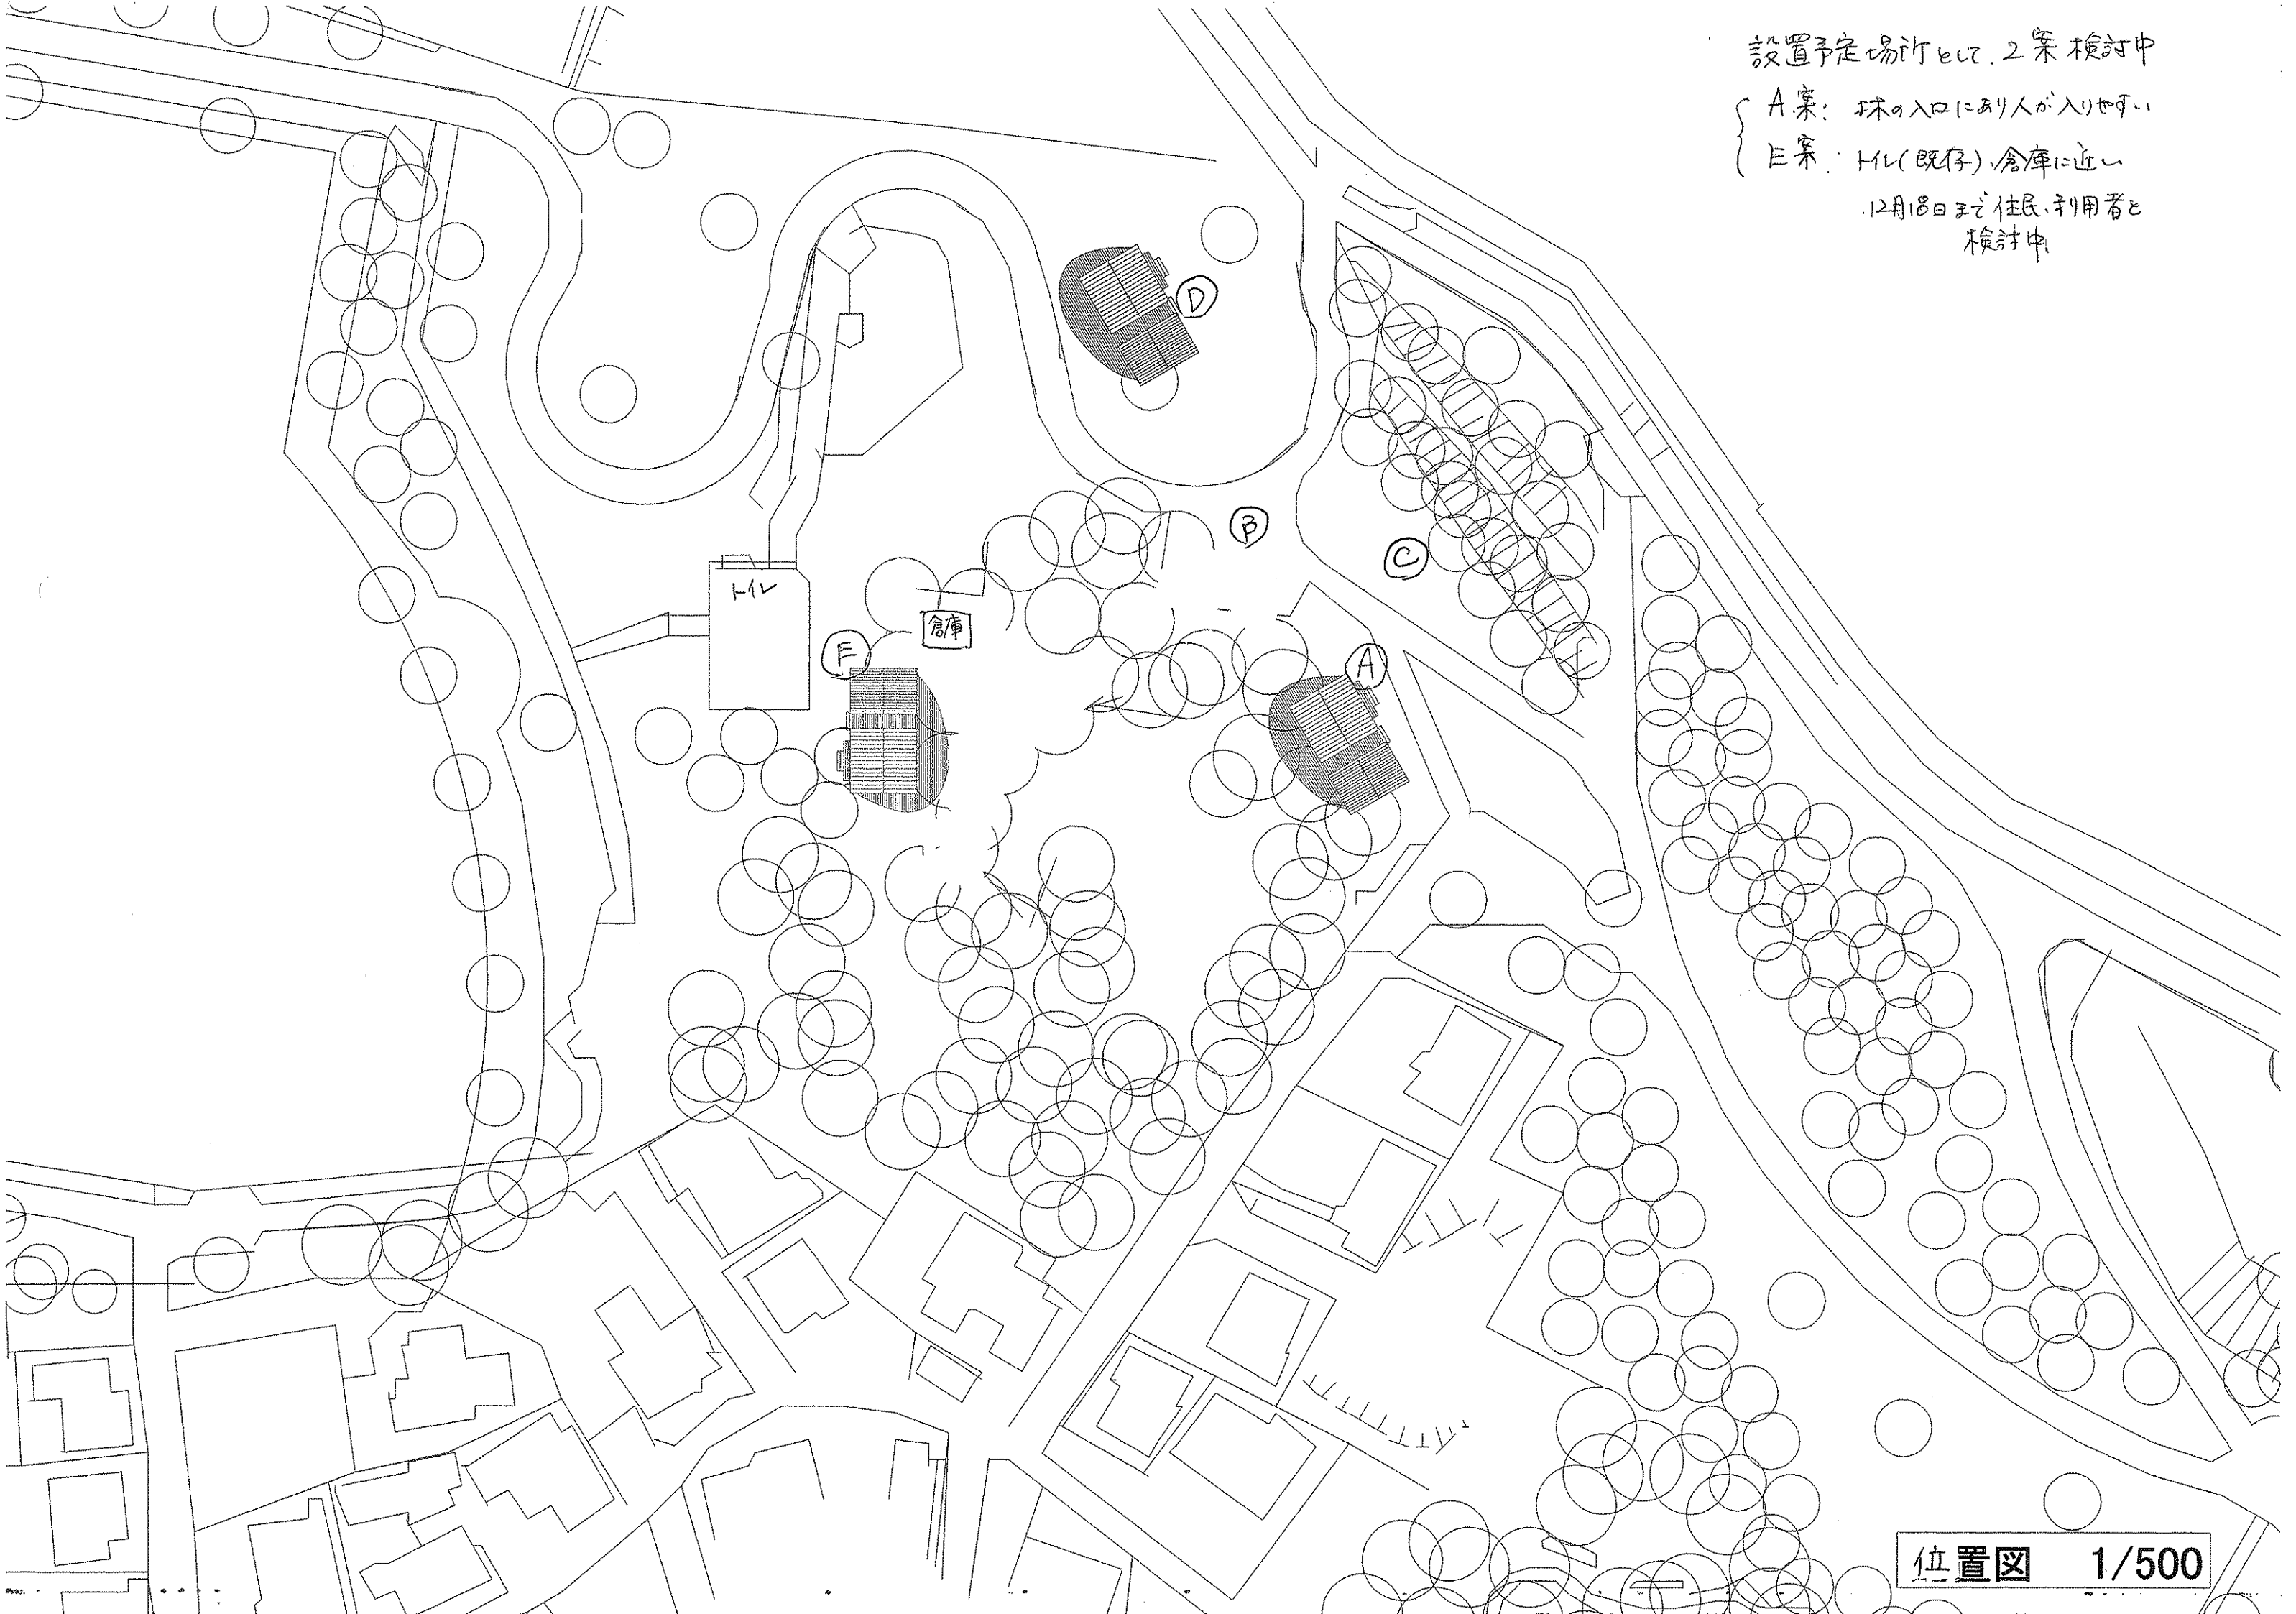 設置予定場所として、2案検討中
A案: 林の入口にあり人が入りやすい
E案: トイレ(既存)、倉庫に近い
12月18日まで住民、利用者と
検討中
D
B
C
トイレ
倉庫
E
A
位置図 1/500